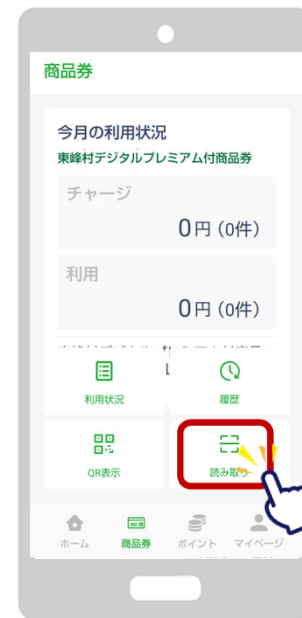 商品券
今月の利用状況
東峰村デジタルプレミアム付商品券
チャージ
0円 (0件)
利用
0円 (0件)
利用状況
履歴
QR表示
読み取り
ホーム
商品券
ポイント
マイページ